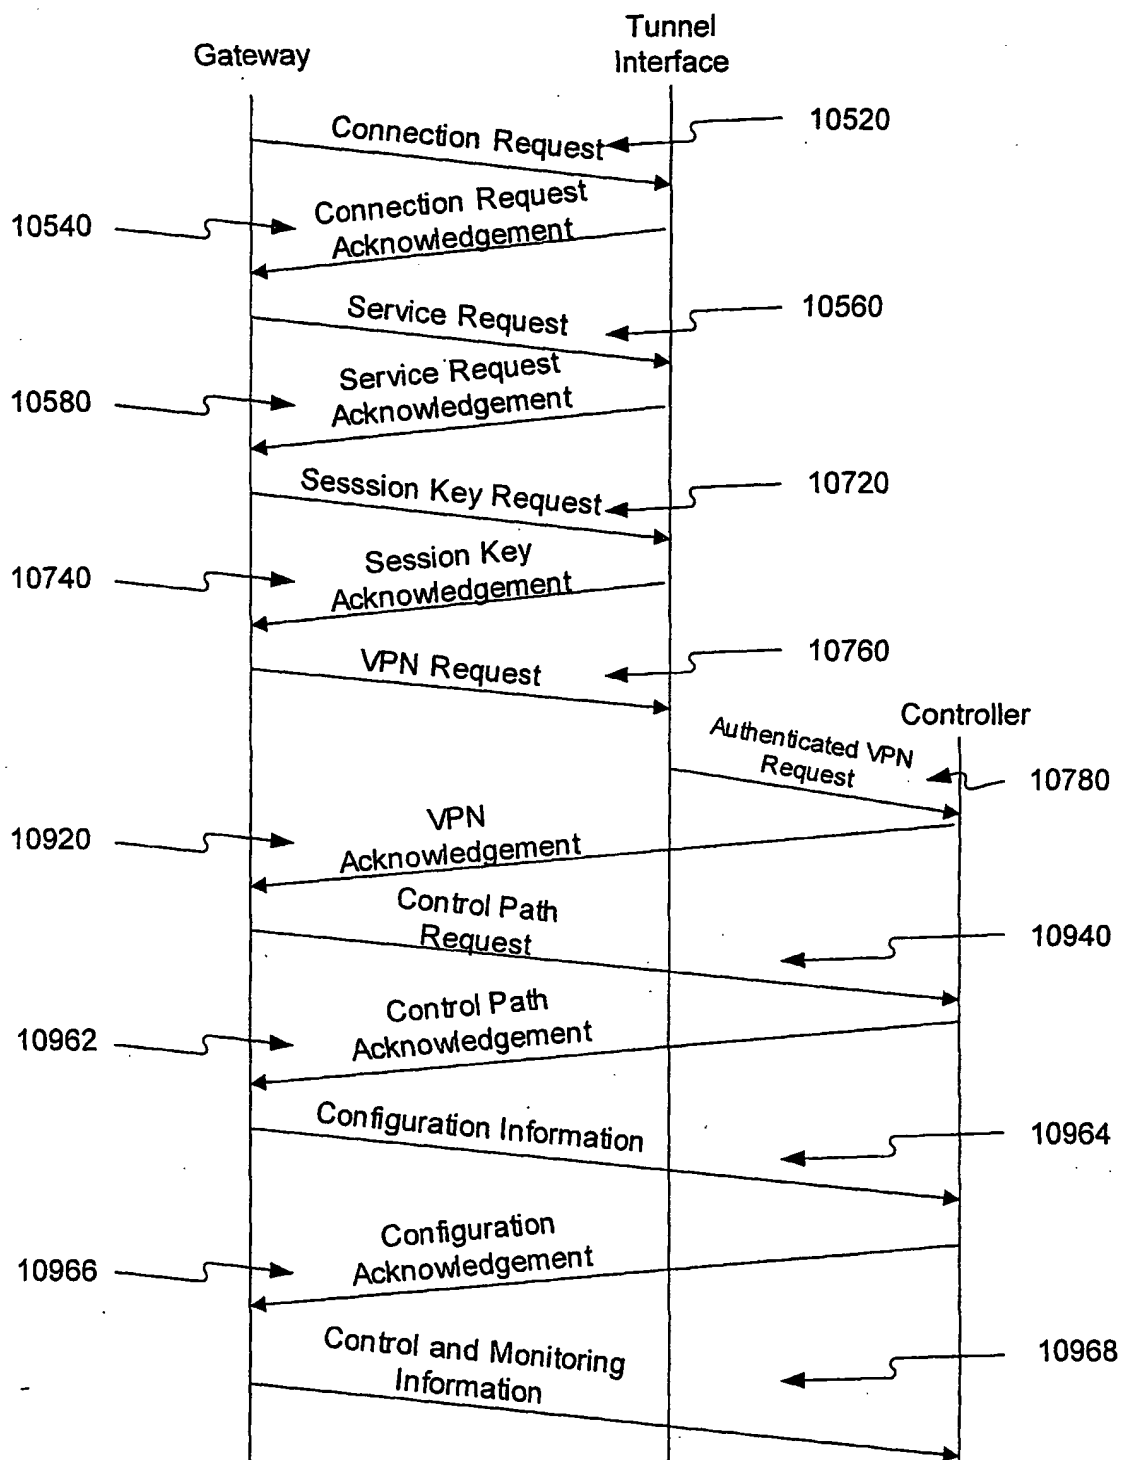 Gateway
Tunnel
Interface
Connection Request
10520
10540
Connection Request
Acknowledgement
Service Request
10560
10580
Service Request
Acknowledgement
Sesssion Key Request
10720
10740
Session Key
Acknowledgement
VPN Request
10760
Controller
Authenticated VPN
Request
10780
10920
VPN
Acknowledgement
Control Path
Request
10940
10962
Control Path
Acknowledgement
Configuration Information
10964
10966
Configuration
Acknowledgement
Control and Monitoring
Information
10968